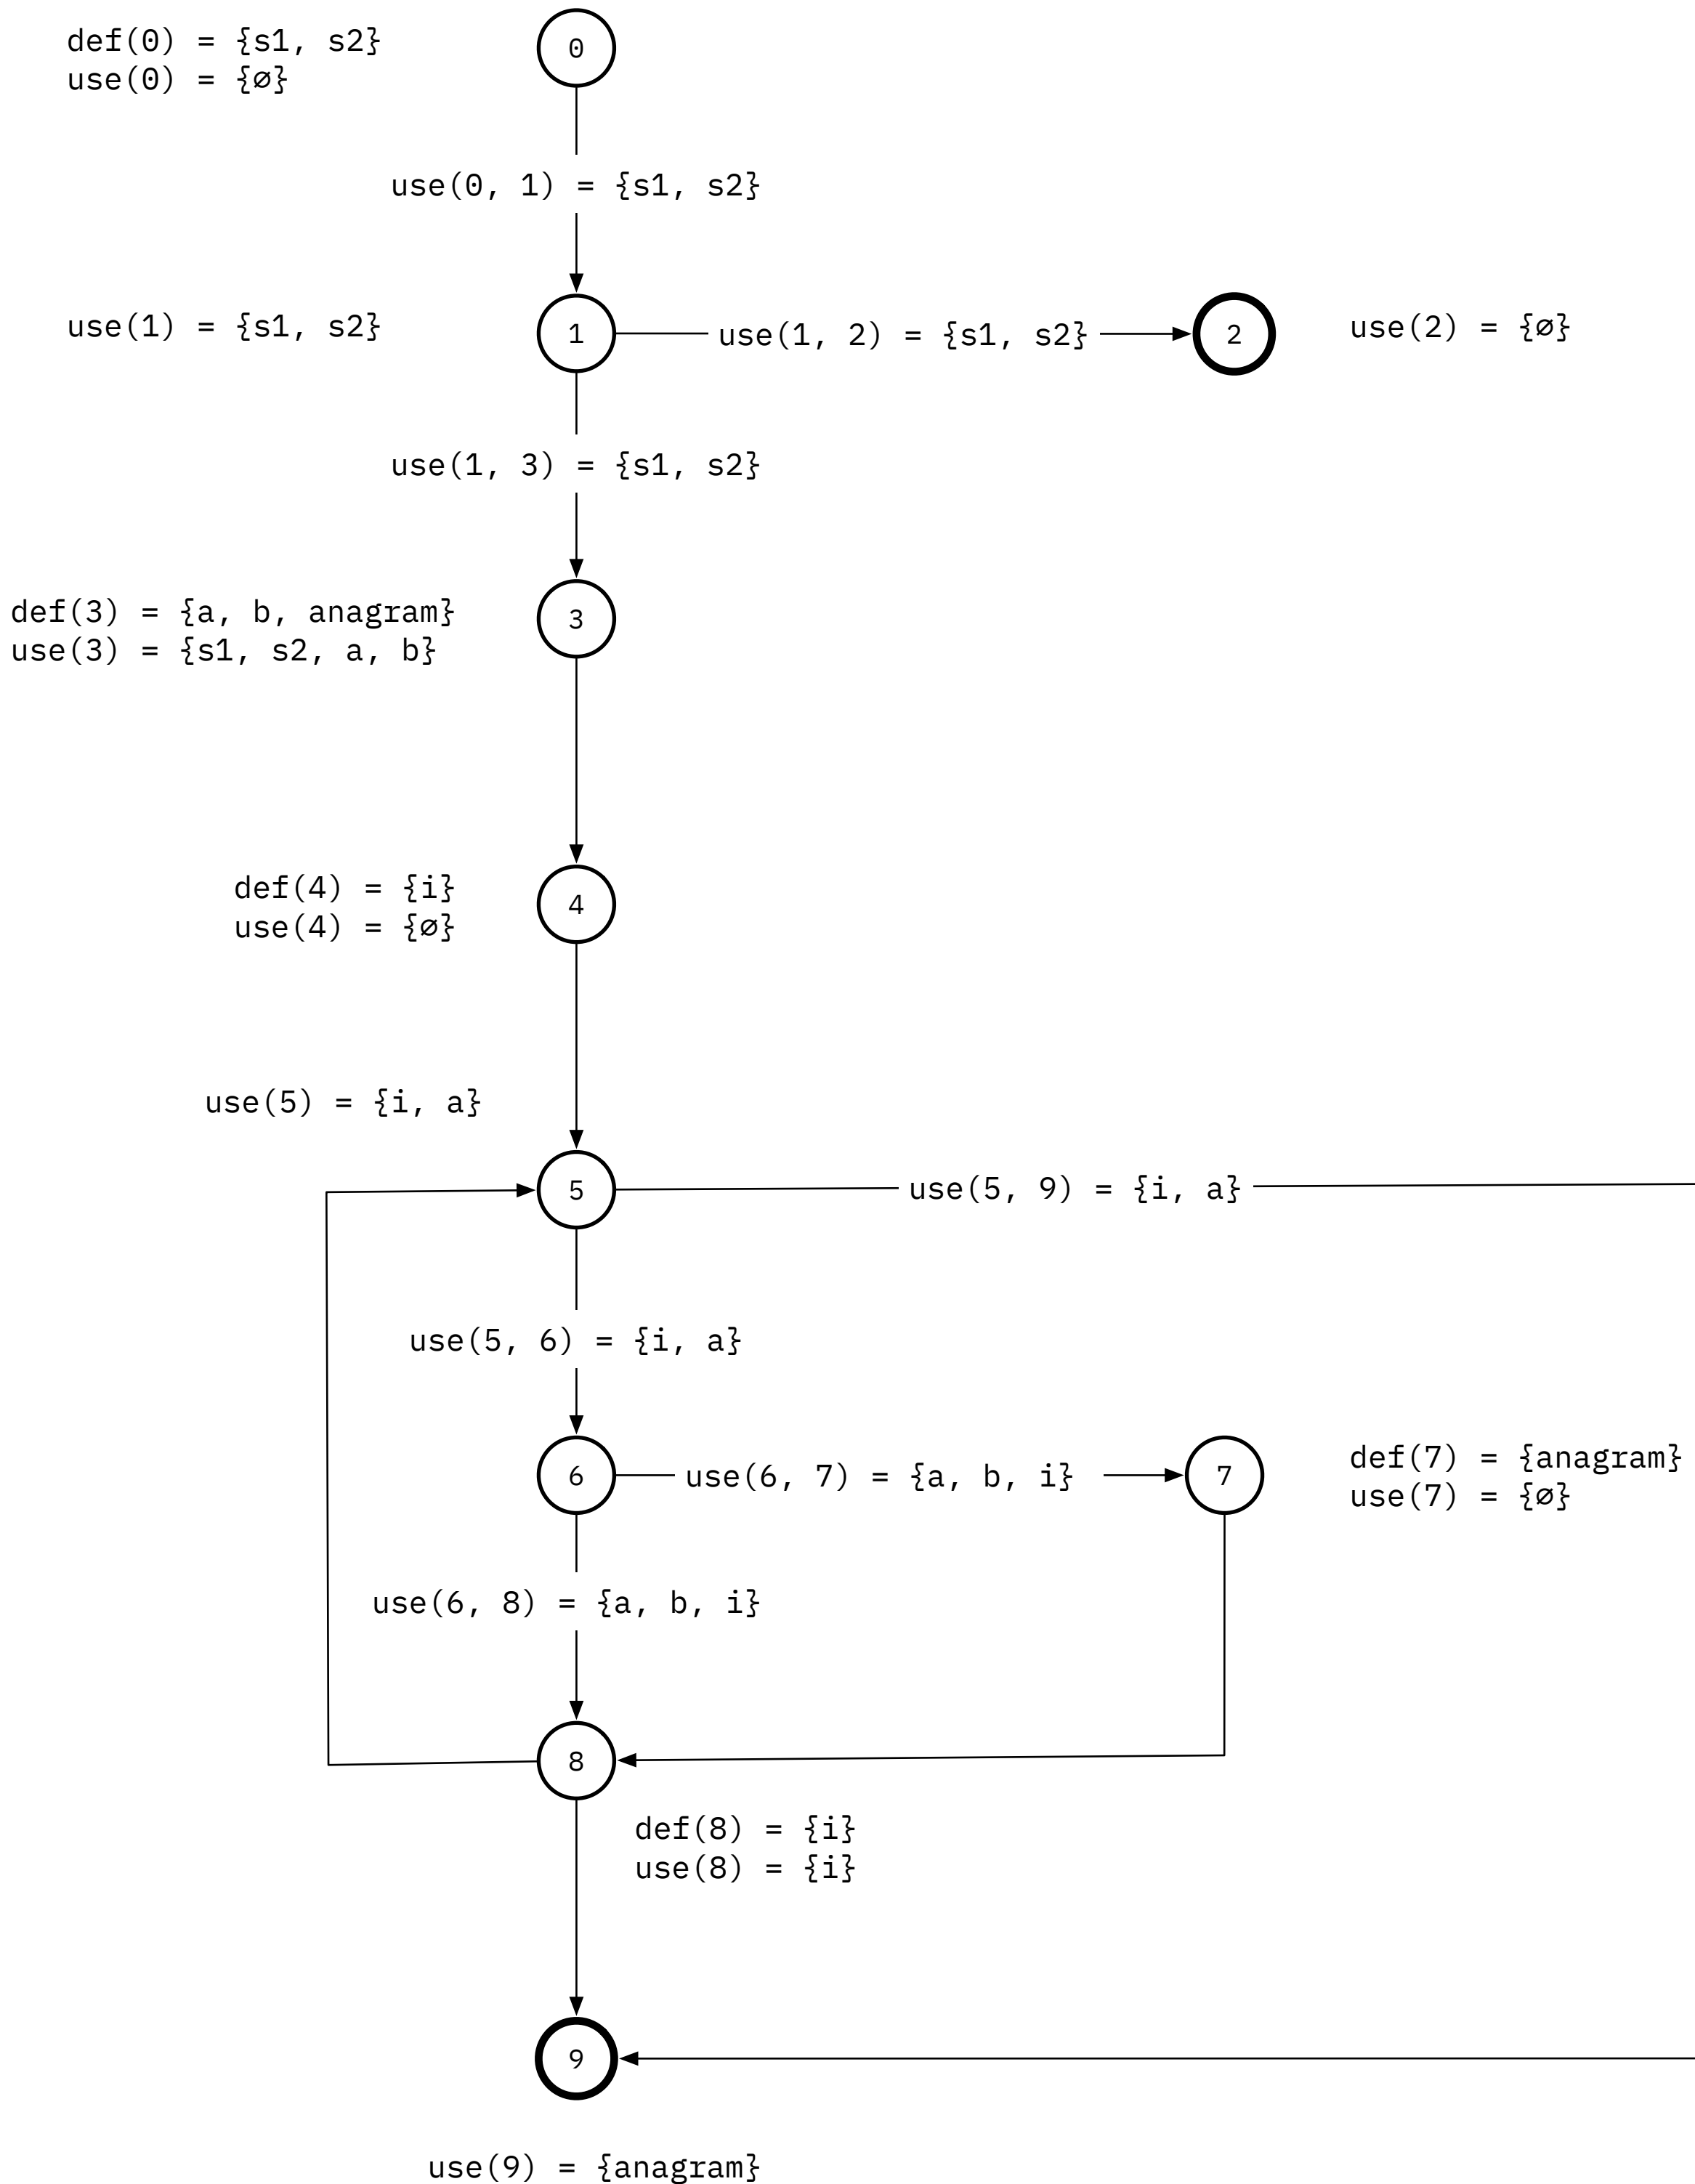 def(0) = {s1, s2}
use(0) = {∅}
0
use(0, 1) = {s1, s2}
use(1) = {s1, s2}
1
use(1, 2) = {s1, s2}
2
use(2) = {∅}
use(1, 3) = {s1, s2}
def(3) = {a, b, anagram}
use(3) = {s1, s2, a, b}
3
def(4) = {i}
use(4) = {∅}
4
use(5) = {i, a}
5
use(5, 9) = {i, a}
use(5, 6) = {i, a}
6
use(6, 7) = {a, b, i}
7
def(7) = {anagram}
use(7) = {∅}
use(6, 8) = {a, b, i}
8
def(8) = {i}
use(8) = {i}
9
use(9) = {anagram}